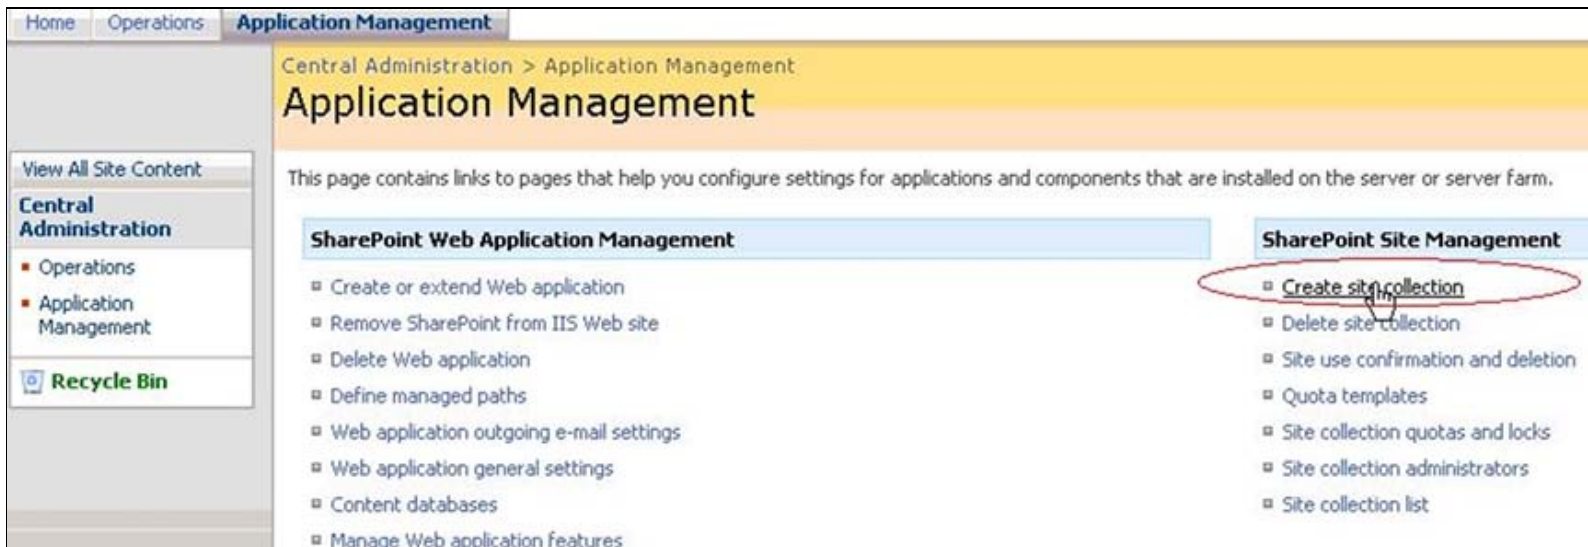 Home Operations Application Management
Central Administration > Application Management
Application Management
View All Site Content
Central
Administration
Operations
Application
Management
Recycle Bin
This page contains links to pages that help you configure settings for applications and components that are installed on the server or server farm.
SharePoint Web Application Management
Create or extend Web application
Remove SharePoint from IIS Web site
Delete Web application
Define managed paths
Web application outgoing e-mail settings
Web application general settings
Content databases
Manage Web application features
SharePoint Site Management
Create site collection
Delete site collection
Site use confirmation and deletion
Quota templates
Site collection quotas and locks
Site collection administrators
Site collection list